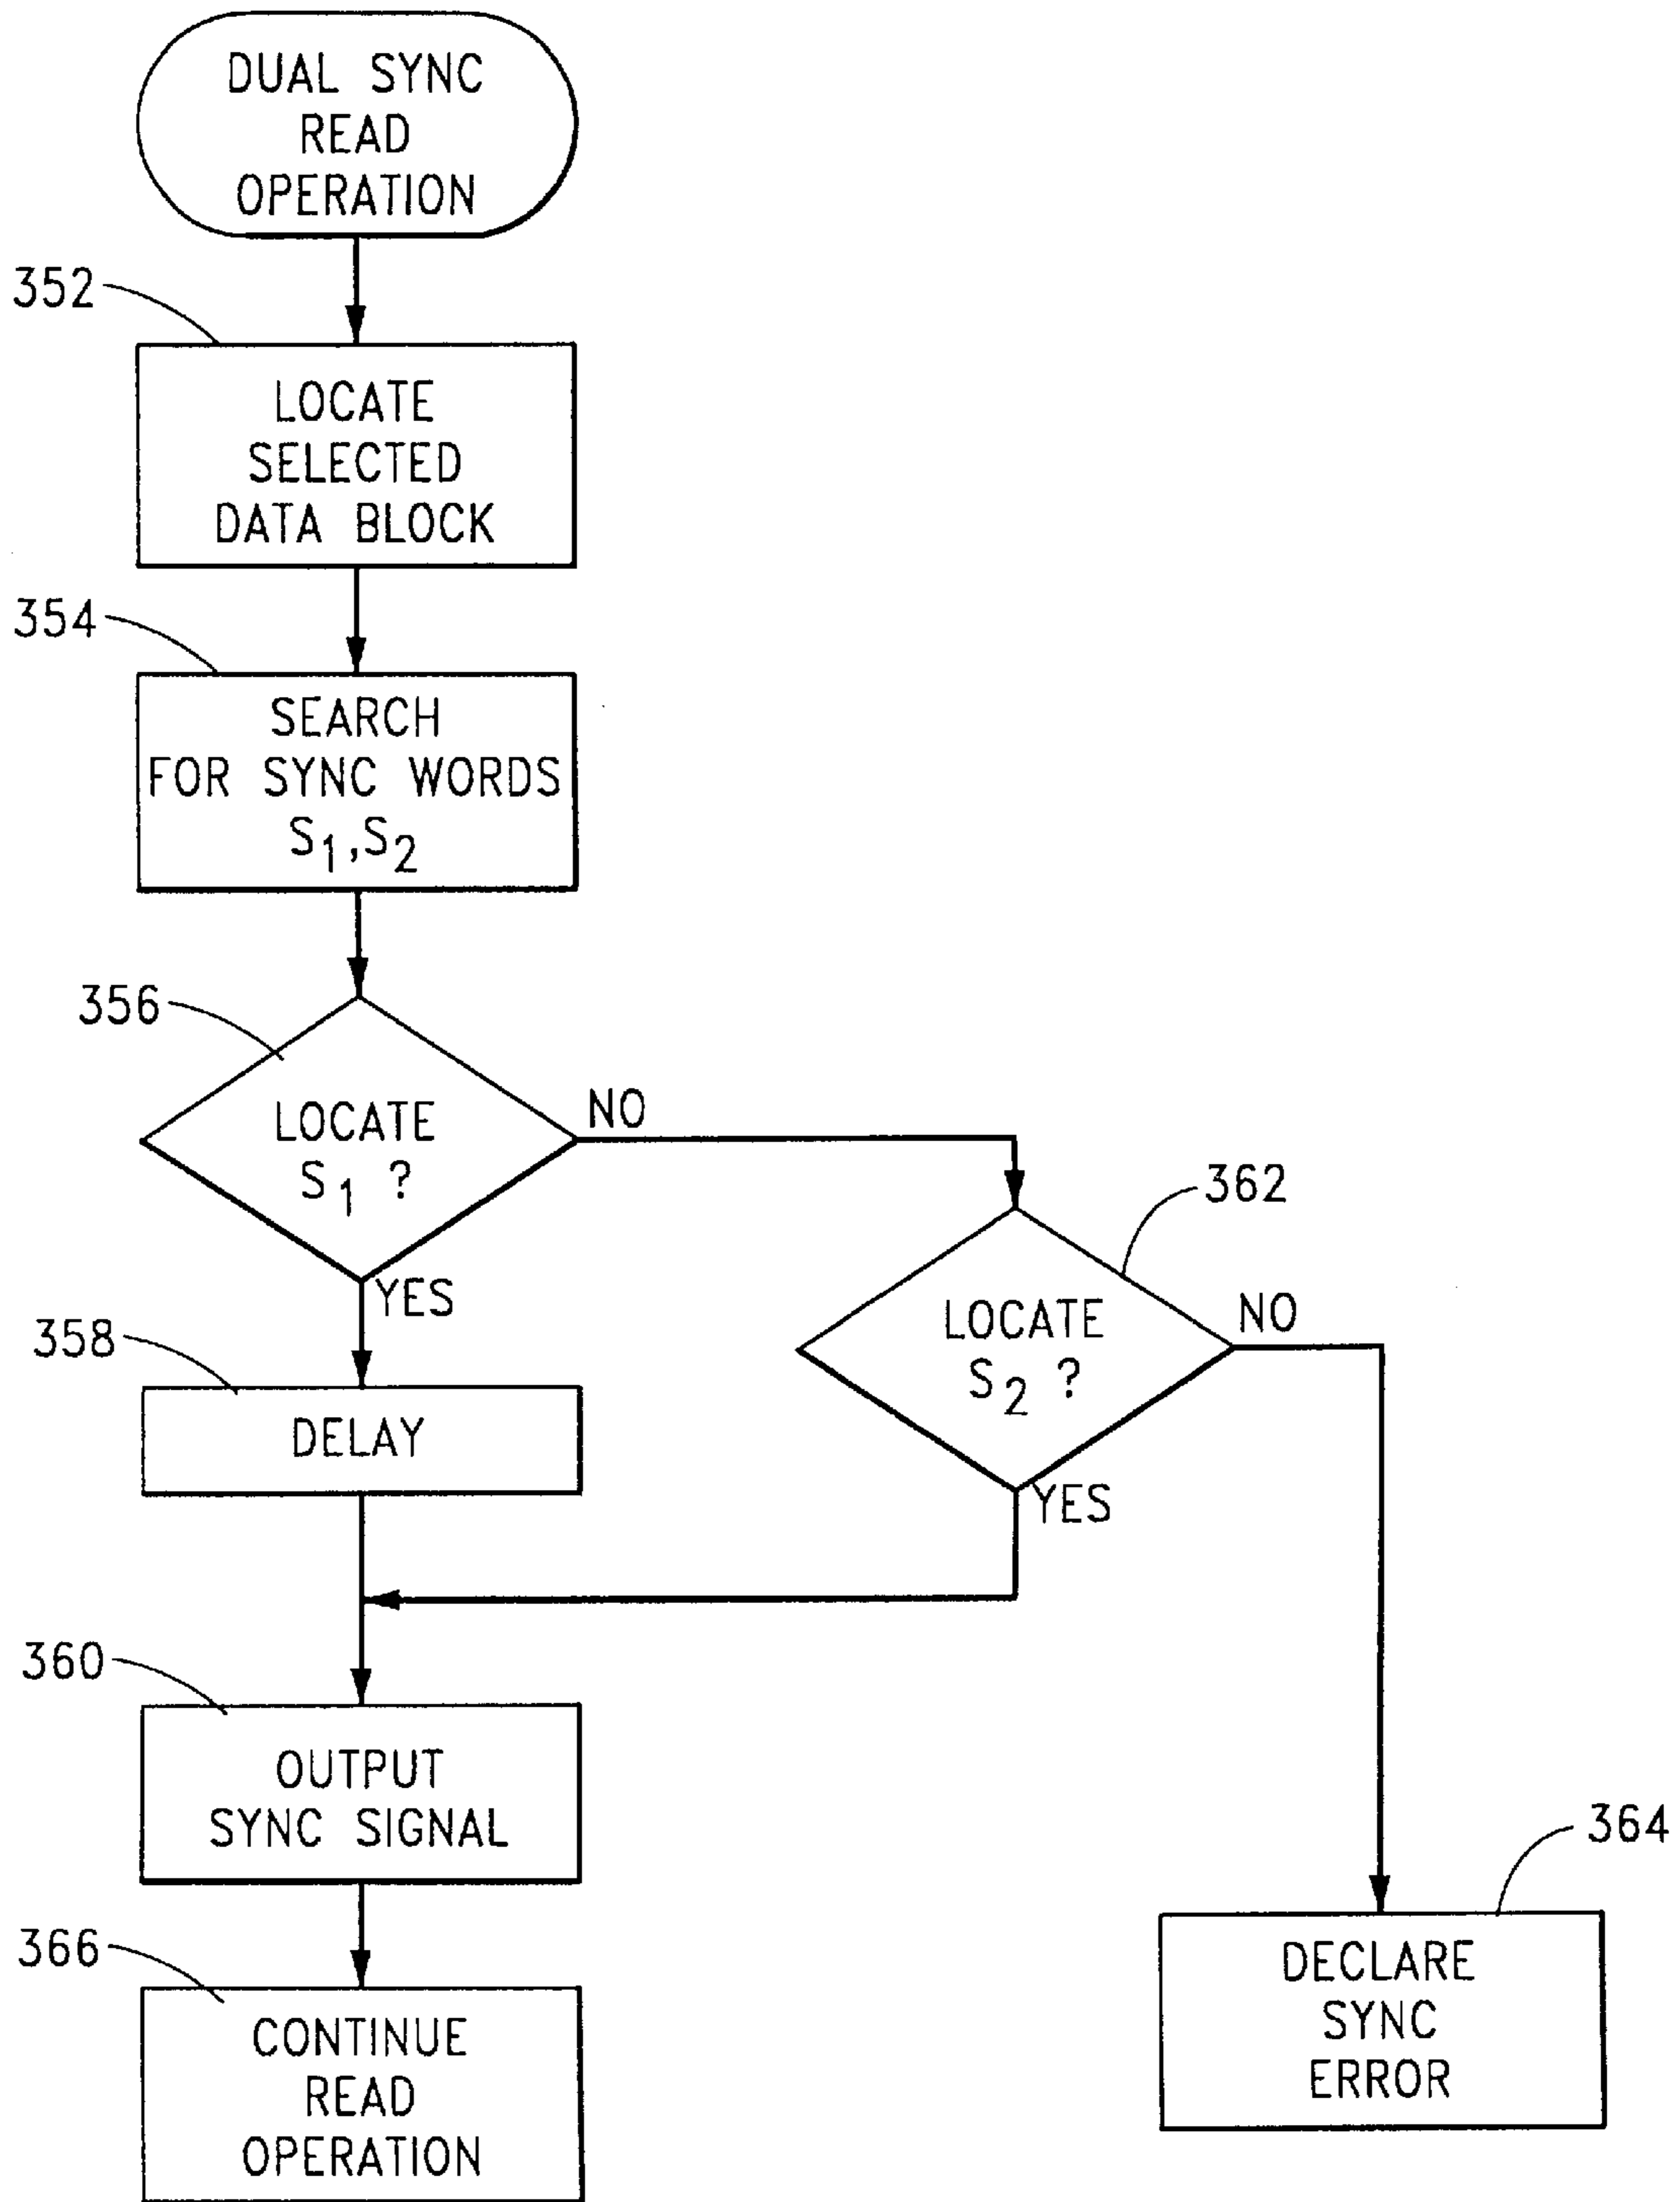 DUAL SYNC
READ
OPERATION
352
LOCATE
SELECTED
DATA BLOCK
354
SEARCH
FOR SYNC WORDS
S1,S2
356
LOCATE
S1 ?
NO
YES
362
LOCATE
S2 ?
NO
YES
358
DELAY
360
OUTPUT
SYNC SIGNAL
364
DECLARE
SYNC
ERROR
366
CONTINUE
READ
OPERATION